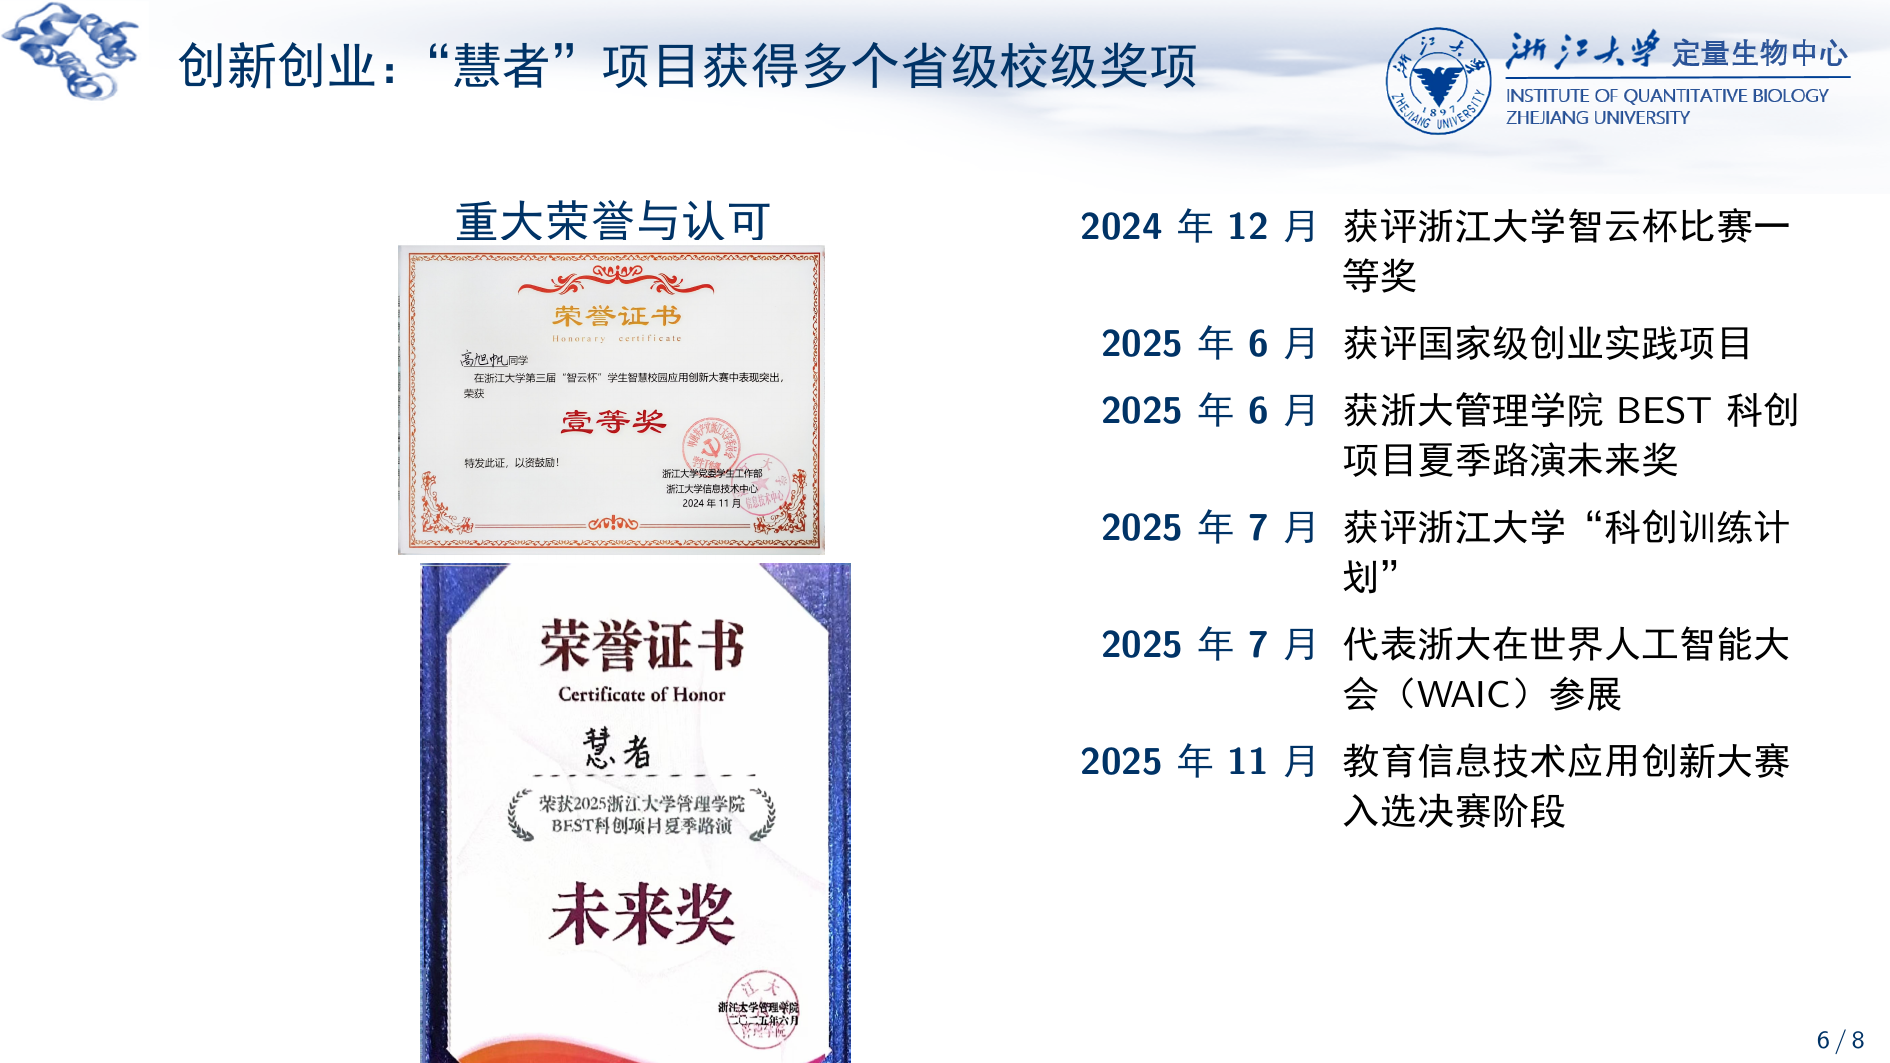 创新创业：“慧者”项目获得多个省级校级奖项
浙江大学 定量生物中心
INSTITUTE OF QUANTITATIVE BIOLOGY
ZHEJIANG UNIVERSITY
浙江大学
1897
ZHEJIANG UNIVERSITY
重大荣誉与认可
荣誉证书
Honorary certificate
高旭帆同学
在浙江大学第三届“智云杯”学生智慧校园应用创新大赛中表现突出，
荣获
壹等奖
特发此证，以资鼓励！
浙江大学党委学生工作部
浙江大学信息技术中心
2024 年 11 月
荣誉证书
Certificate of Honor
慧者
荣获2025浙江大学管理学院
BEST科创项目夏季路演
未来奖
浙江大学管理学院
二〇二五年六月
2024 年 12 月 获评浙江大学智云杯比赛一
等奖
2025 年 6 月 获评国家级创业实践项目
2025 年 6 月 获浙大管理学院 BEST 科创
项目夏季路演未来奖
2025 年 7 月 获评浙江大学“科创训练计
划”
2025 年 7 月 代表浙大在世界人工智能大
会（WAIC）参展
2025 年 11 月 教育信息技术应用创新大赛
入选决赛阶段
6 / 8